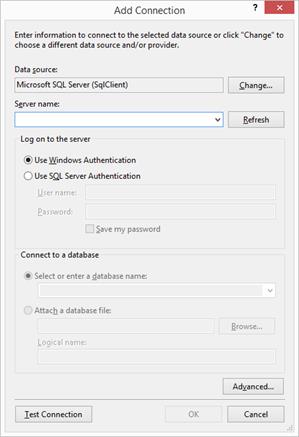 Add Connection
Enter information to connect to the selected data source or click "Change" to
choose a different data source and/or provider.
Data source:
Microsoft SQL Server (SqlClient)
Change...
Server name:
Refresh
Log on to the server
Use Windows Authentication
Use SQL Server Authentication
User name:
Password:
Save my password
Connect to a database
Select or enter a database name:
Attach a database file:
Browse...
Logical name:
Advanced...
Test Connection
OK
Cancel